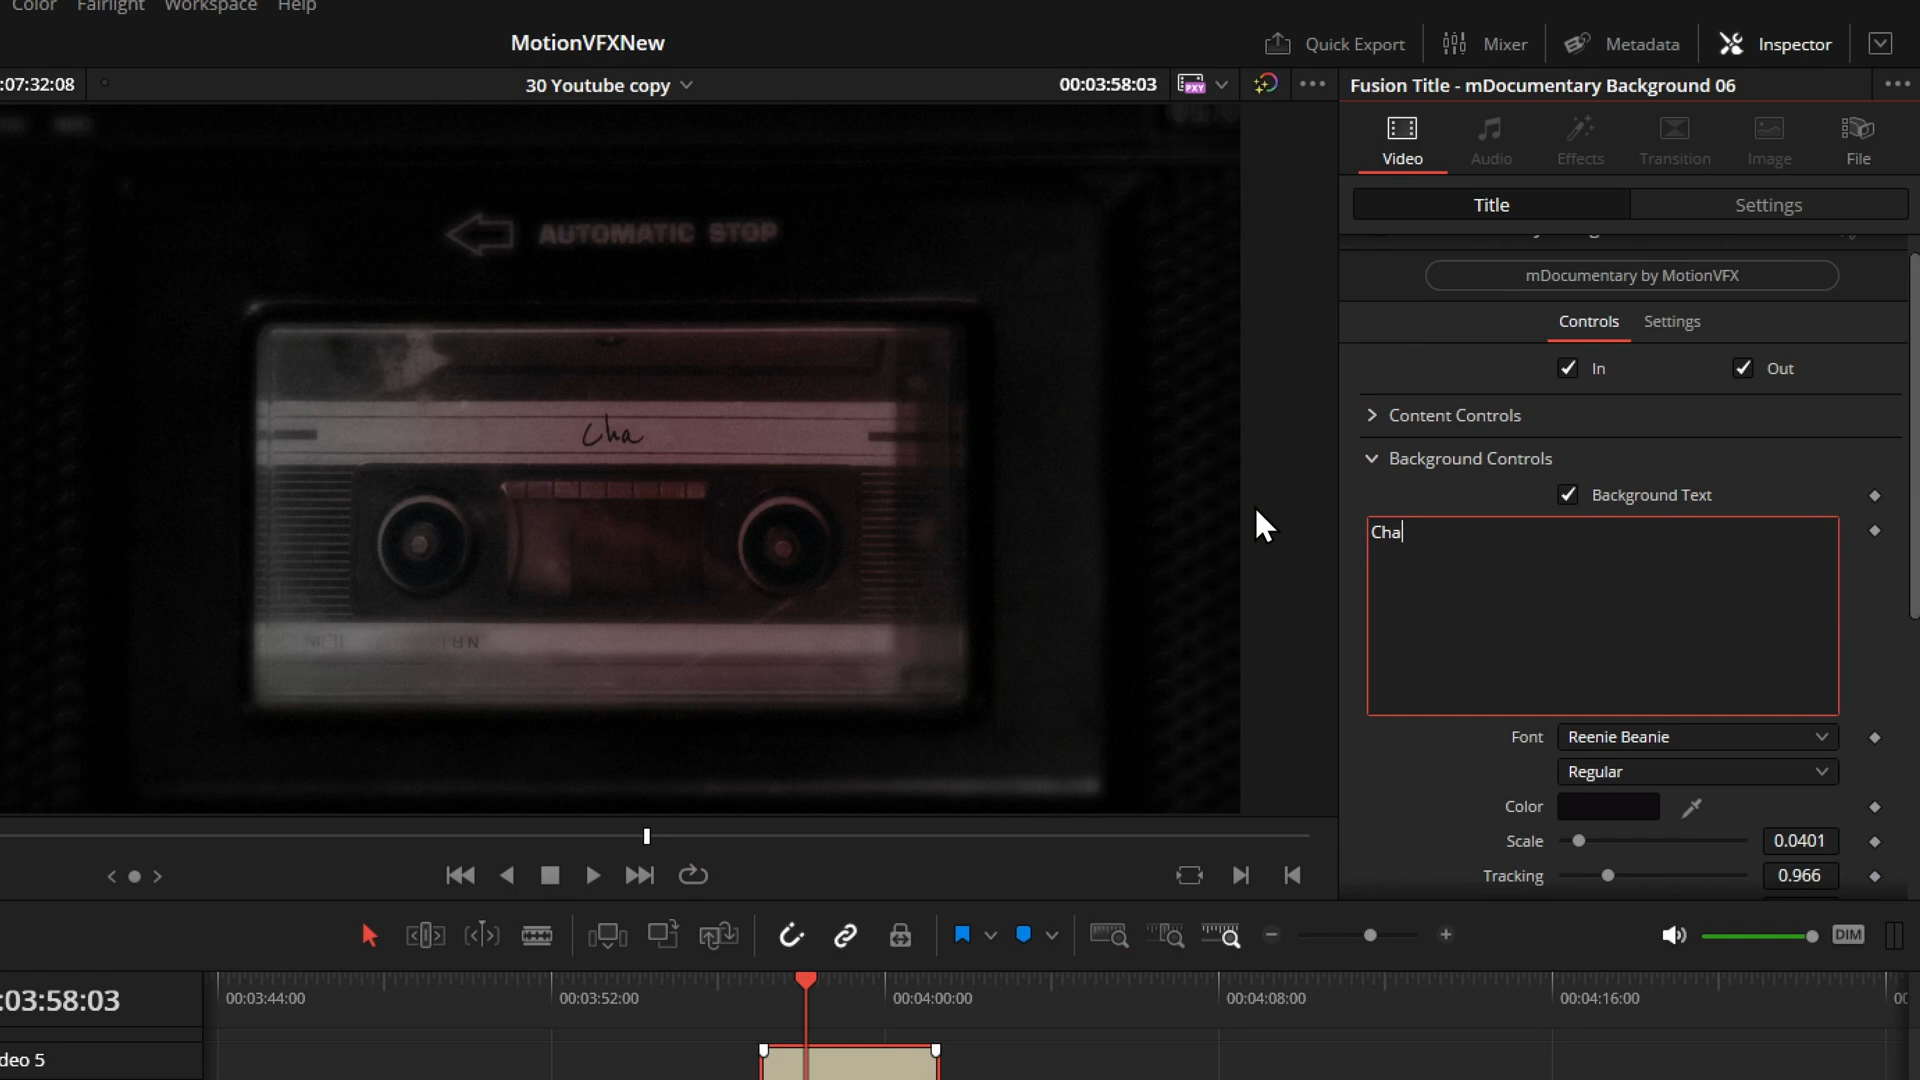 Color Fairlight Workspace Help
MotionVFXNew
Quick Export Mixer Metadata Inspector
:07:32:08
30 Youtube copy
00:03:58:03
PXY
Fusion Title - mDocumentary Background 06
Video Audio Effects Transition Image File
Title Settings
mDocumentary by MotionVFX
Controls Settings
In Out
Content Controls
Background Controls
Background Text
Cha
Font Reenie Beanie
Regular
Color
Scale 0.0401
Tracking 0.966
AUTOMATIC STOP
Cha
DIM
:03:58:03
00:03:44:00 00:03:52:00 00:04:00:00 00:04:08:00 00:04:16:00
deo 5